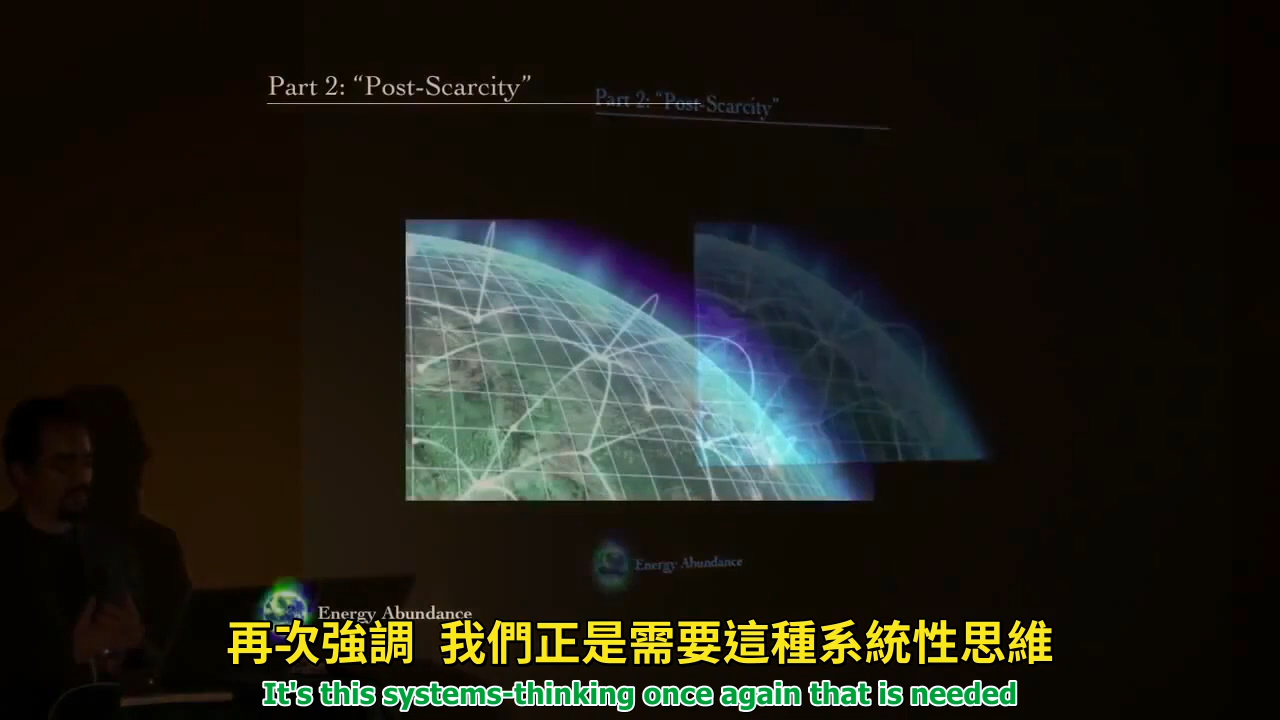 Part 2: “Post-Scarcity”
Part 2: “Post-Scarcity”
Energy Abundance
Energy Abundance
再次強調 我們正是需要這種系統性思維
It's this systems-thinking once again that is needed